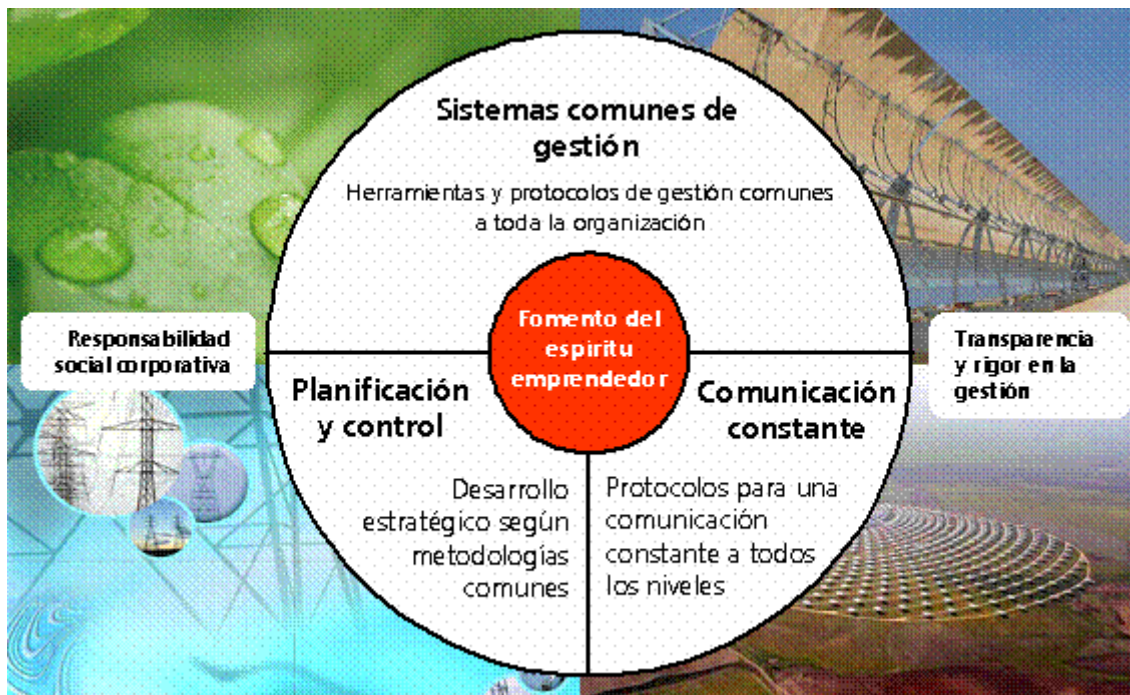 Sistemas comunes de
gestión
Herramientas y protocolos de gestión comunes
a toda la organización
Responsabilidad
social corporativa
Fomento del
espíritu
emprendedor
Transparencia
y rigor en la
gestión
Planificación
y control
Desarrollo
estratégico según
metodologías
comunes
Comunicación
constante
Protocolos para una
comunicación
constante a todos
los niveles